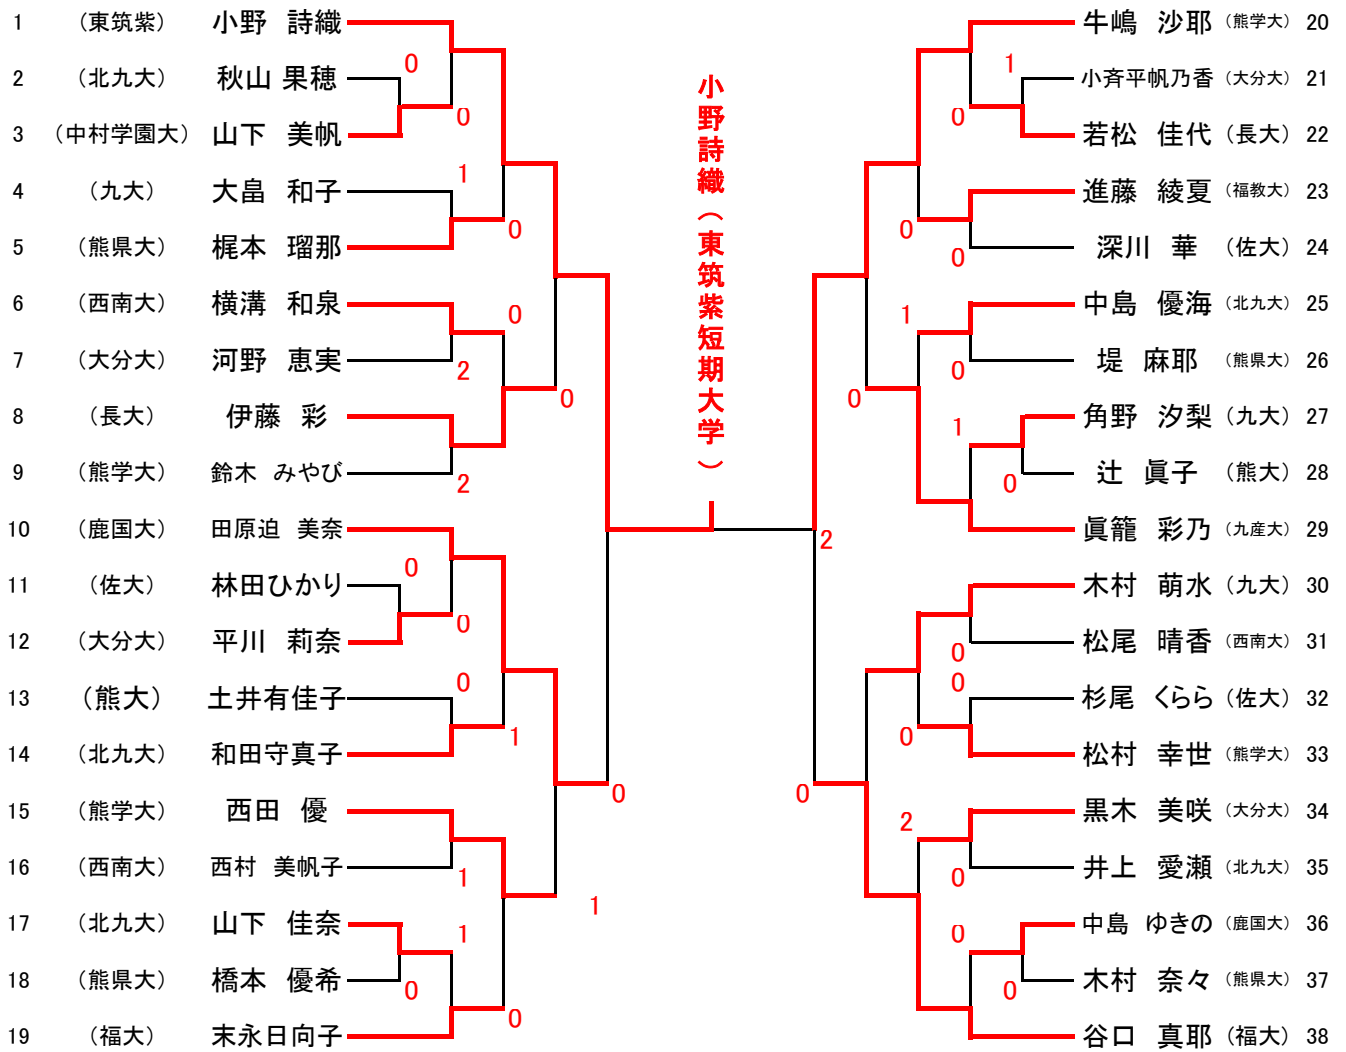 1 （東筑紫） 小野 詩織
2 （北九大） 秋山 果穂
3 （中村学園大） 山下 美帆
4 （九大） 大畠 和子
5 （熊県大） 梶本 瑠那
6 （西南大） 横溝 和泉
7 （大分大） 河野 恵実
8 （長大） 伊藤 彩
9 （熊学大） 鈴木 みやび
10 （鹿国大） 田原迫 美奈
11 （佐大） 林田ひかり
12 （大分大） 平川 莉奈
13 （熊大） 土井有佳子
14 （北九大） 和田守真子
15 （熊学大） 西田 優
16 （西南大） 西村 美帆子
17 （北九大） 山下 佳奈
18 （熊県大） 橋本 優希
19 （福大） 末永日向子
0
0
1
0
0
2
0
2
0
0
0
1
0
1
1
1
0
0
小野詩織（東筑紫短期大学）
2
1
0
0
0
1
0
0
1
0
0
0
0
0
2
0
0
0
牛嶋 沙耶 （熊学大） 20
小斉平帆乃香 （大分大） 21
若松 佳代 （長大） 22
進藤 綾夏 （福教大） 23
深川 華 （佐大） 24
中島 優海 （北九大） 25
堤 麻耶 （熊県大） 26
角野 汐梨 （九大） 27
辻 眞子 （熊大） 28
眞籠 彩乃 （九産大） 29
木村 萌水 （九大） 30
松尾 晴香 （西南大） 31
杉尾 くらら （佐大） 32
松村 幸世 （熊学大） 33
黒木 美咲 （大分大） 34
井上 愛瀬 （北九大） 35
中島 ゆきの （鹿国大） 36
木村 奈々 （熊県大） 37
谷口 真耶 （福大） 38